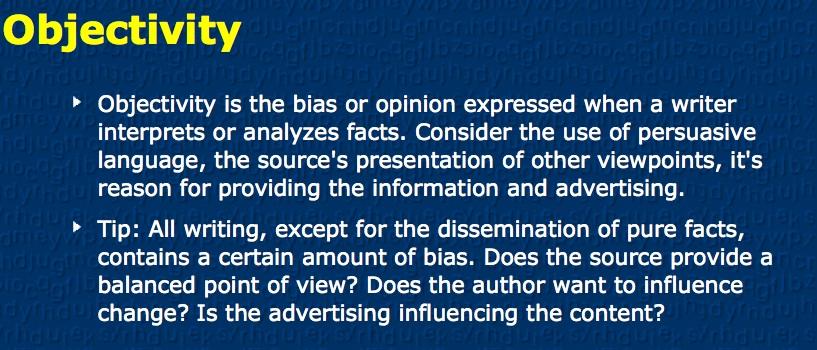 Objectivity
Objectivity is the bias or opinion expressed when a writer
interprets or analyzes facts. Consider the use of persuasive
language, the source's presentation of other viewpoints, it's
reason for providing the information and advertising.
Tip: All writing, except for the dissemination of pure facts,
contains a certain amount of bias. Does the source provide a
balanced point of view? Does the author want to influence
change? Is the advertising influencing the content?